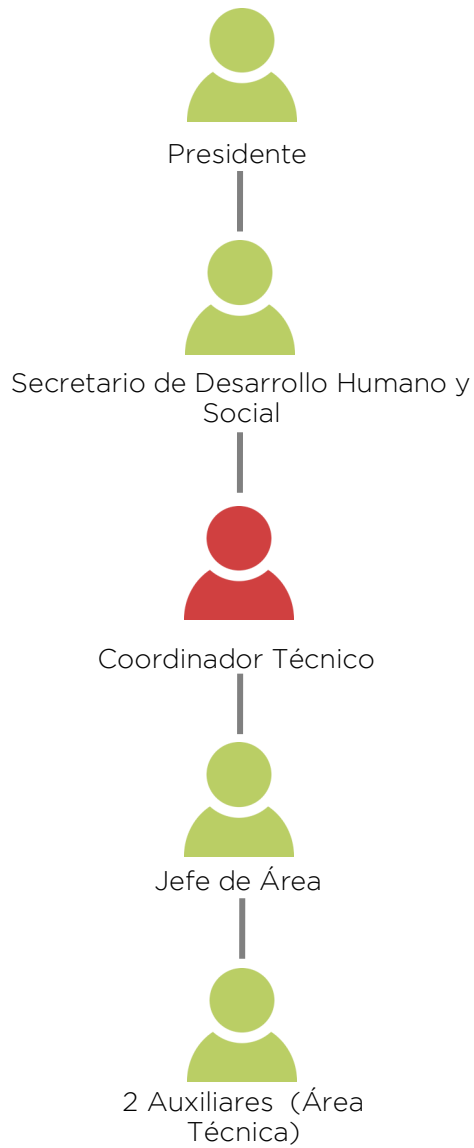 Presidente
Secretario de Desarrollo Humano y
Social
Coordinador Técnico
Jefe de Área
2 Auxiliares  (Área
Técnica)